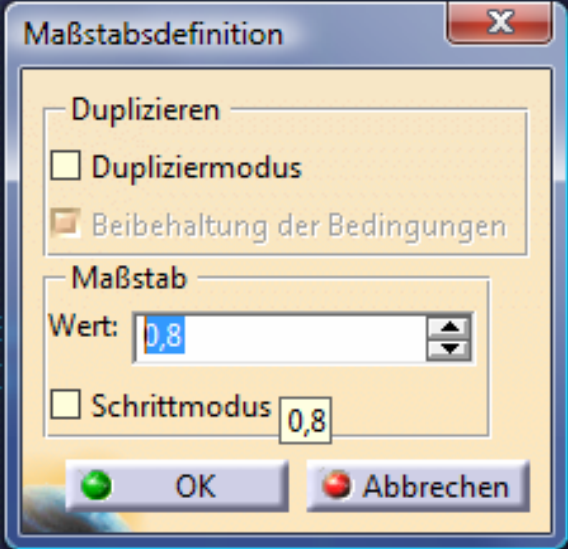 Maßstabsdefinition
Duplizieren
Dupliziermodus
Beibehaltung der Bedingungen
Maßstab
Wert: 0,8
Schrittmodus 0,8
OK Abbrechen